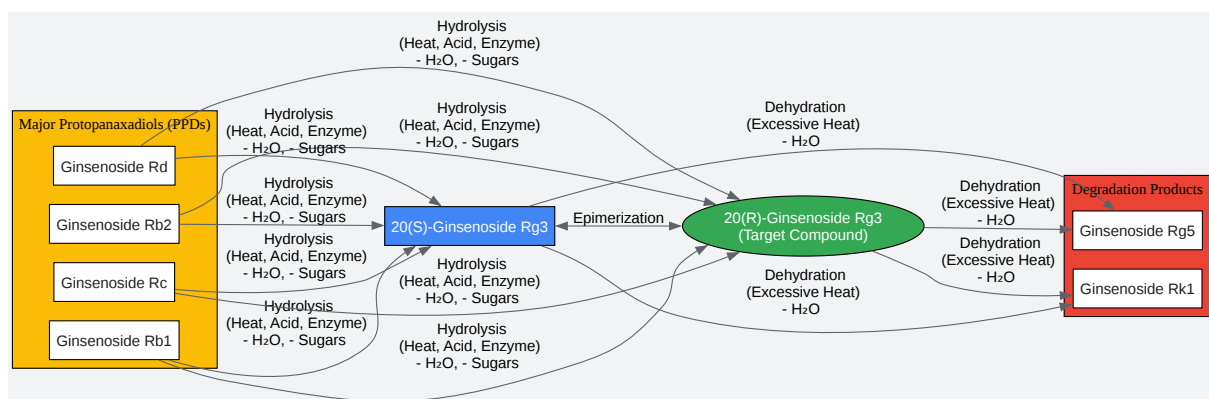 Hydrolysis
(Heat, Acid, Enzyme)
- H₂O, - Sugars
Major Protopanaxadiols (PPDs)
Ginsenoside Rd
Ginsenoside Rb2
Ginsenoside Rc
Ginsenoside Rb1
Hydrolysis
(Heat, Acid, Enzyme)
- H₂O, - Sugars
Hydrolysis
(Heat, Acid, Enzyme)
- H₂O, - Sugars
Hydrolysis
(Heat, Acid, Enzyme)
- H₂O, - Sugars
Hydrolysis
(Heat, Acid, Enzyme)
- H₂O, - Sugars
Hydrolysis
(Heat, Acid, Enzyme)
- H₂O, - Sugars
20(S)-Ginsenoside Rg3
Hydrolysis
(Heat, Acid, Enzyme)
- H₂O, - Sugars
Hydrolysis
(Heat, Acid, Enzyme)
- H₂O, - Sugars
Epimerization
20(R)-Ginsenoside Rg3
(Target Compound)
Dehydration
(Excessive Heat)
- H₂O
Dehydration
(Excessive Heat)
- H₂O
Dehydration
(Excessive Heat)
- H₂O
Dehydration
(Excessive Heat)
- H₂O
Degradation Products
Ginsenoside Rg5
Ginsenoside Rk1